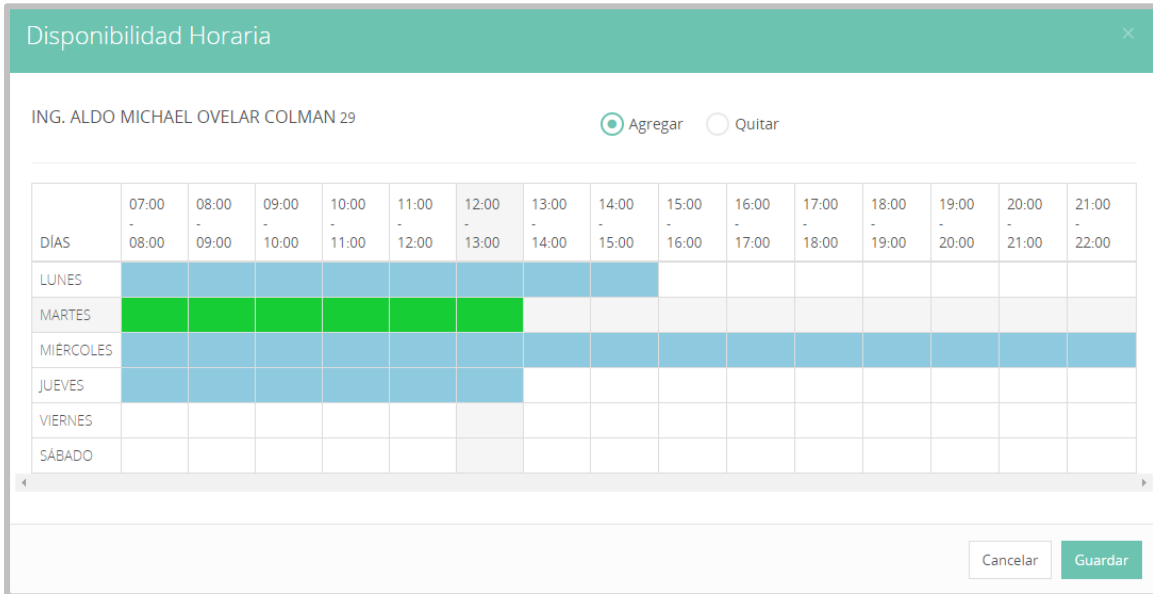 Disponibilidad Horaria ×
ING. ALDO MICHAEL OVELAR COLMAN 29 Agregar Quitar
DÍAS 07:00 - 08:00 08:00 - 09:00 09:00 - 10:00 10:00 - 11:00 11:00 - 12:00 12:00 - 13:00 13:00 - 14:00 14:00 - 15:00 15:00 - 16:00 16:00 - 17:00 17:00 - 18:00 18:00 - 19:00 19:00 - 20:00 20:00 - 21:00 21:00 - 22:00
LUNES
MARTES
MIÉRCOLES
JUEVES
VIERNES
SÁBADO
Cancelar Guardar